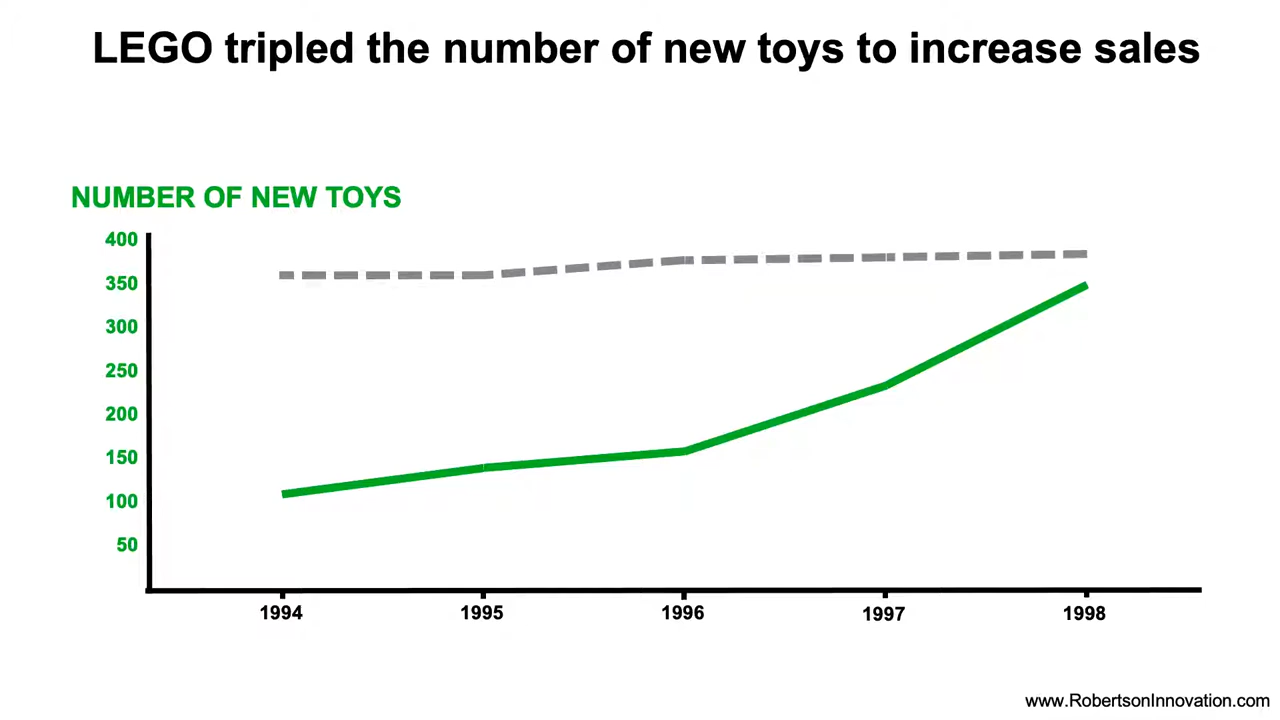 LEGO tripled the number of new toys to increase sales
NUMBER OF NEW TOYS
400
350
300
250
200
150
100
50
1994 1995 1996 1997 1998
www.RobertsonInnovation.com